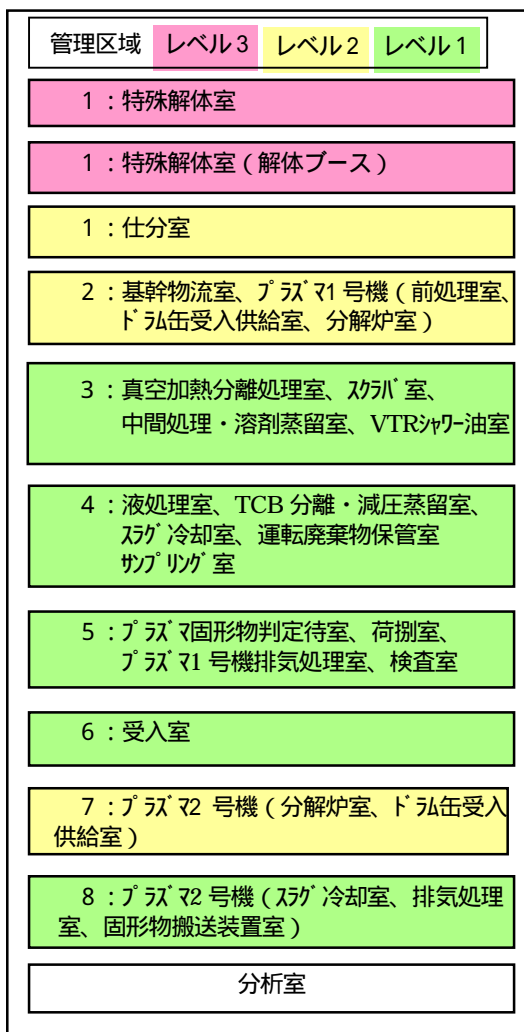 管理区域 レベル3 レベル2 レベル1
1:特殊解体室
1:特殊解体室(解体ブース)
1:仕分室
2:基幹物流室、プラズマ1号機(前処理室、
ドラム缶受入供給室、分解炉室)
3:真空加熱分離処理室、スクラバ室、
中間処理・溶剤蒸留室、VTRシャワー油室
4:液処理室、TCB 分離・減圧蒸留室、
スラグ冷却室、運転廃棄物保管室
サンプリング室
5:プラズマ固形物判定待室、荷捌室、
プラズマ1号機排気処理室、検査室
6:受入室
7:プラズマ2 号機(分解炉室、ドラム缶受入
供給室)
8:プラズマ2号機(スラグ冷却室、排気処理
室、固形物搬送装置室)
分析室